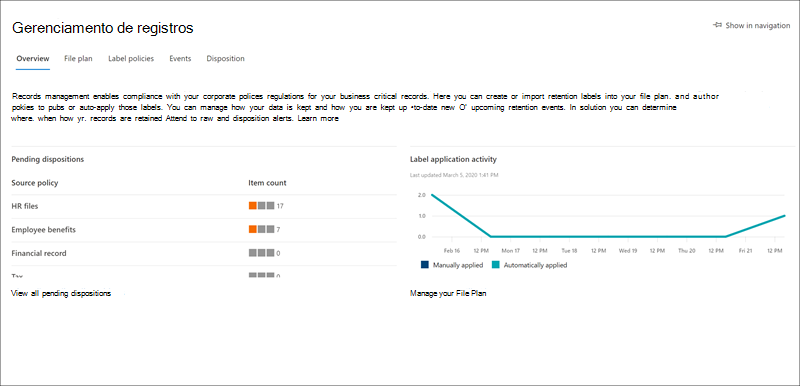 Gerenciamento de registros
Show in navigation
Overview File plan Label policies Events Disposition
Records management enables compliance with your corporate polices regulations for your business critical records. Here you can create or import retention labels into your file plan. and author
pokies to pubs or auto-apply those labels. You can manage how your data is kept and how you are kept up •to-date new O' upcoming retention events. In solution you can determine
where. when how yr. records are retained Attend to raw and disposition alerts. Learn more
Pending dispositions
Source policy Item count
HR files 17
Employee benefits 7
Financial record 0
Tax 0
View all pending dispositions
Label application activity
Last updated March 5, 2020 1:41 PM
2.0
1.0
0.0
Feb 16 12 PM Mon 17 12 PM Tue 18 12 PM Wed 19 12 PM Thu 20 12 PM Fri 21 12 PM
Manually applied Automatically applied
Manage your File Plan